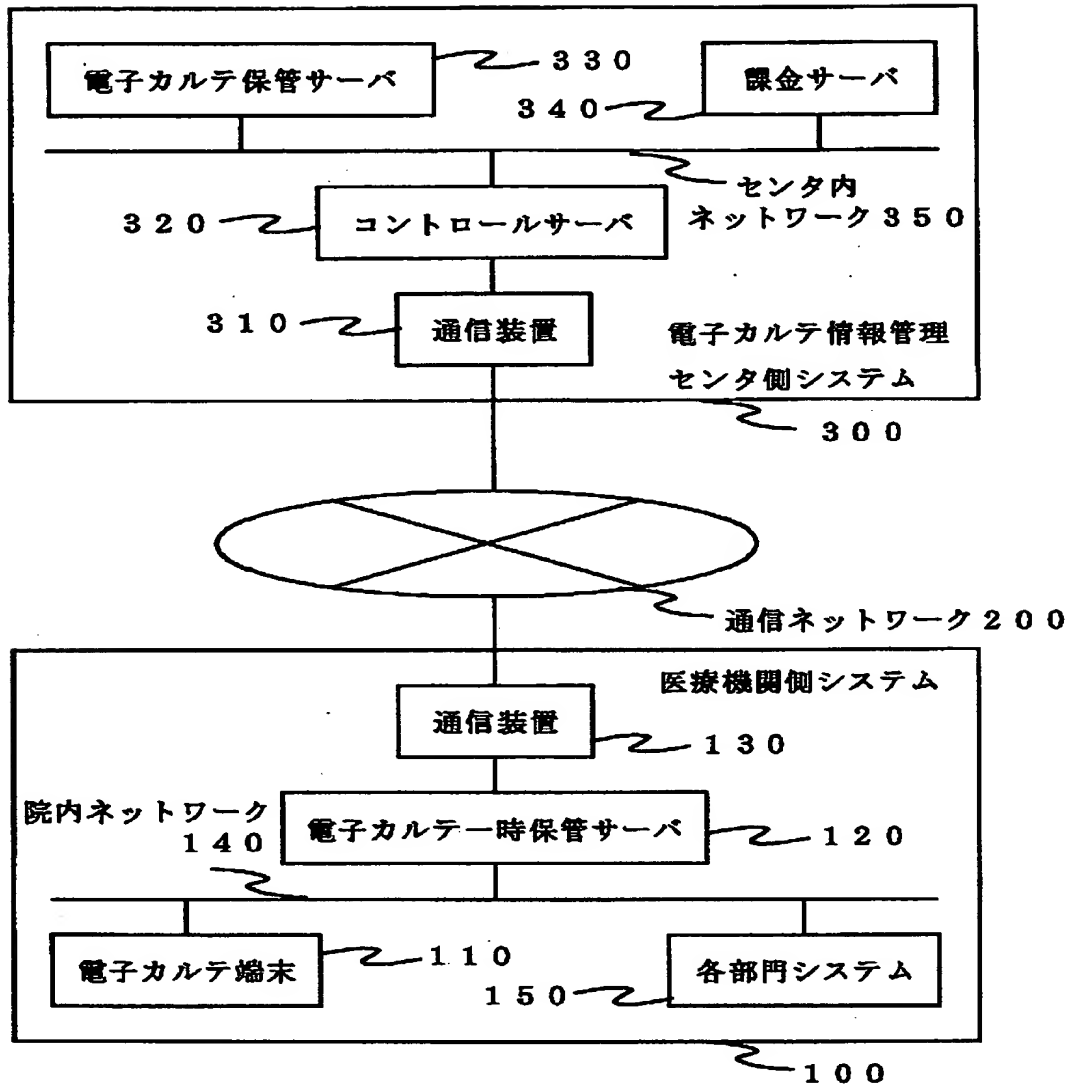 電子カルテ保管サーバ
３３０
課金サーバ
３４０
センタ内
ネットワーク３５０
３２０
コントロールサーバ
３１０
通信装置
電子カルテ情報管理
センタ側システム
３００
通信ネットワーク２００
医療機関側システム
通信装置
１３０
院内ネットワーク
１４０
電子カルテ一時保管サーバ
１２０
電子カルテ端末
１１０
１５０
各部門システム
１００